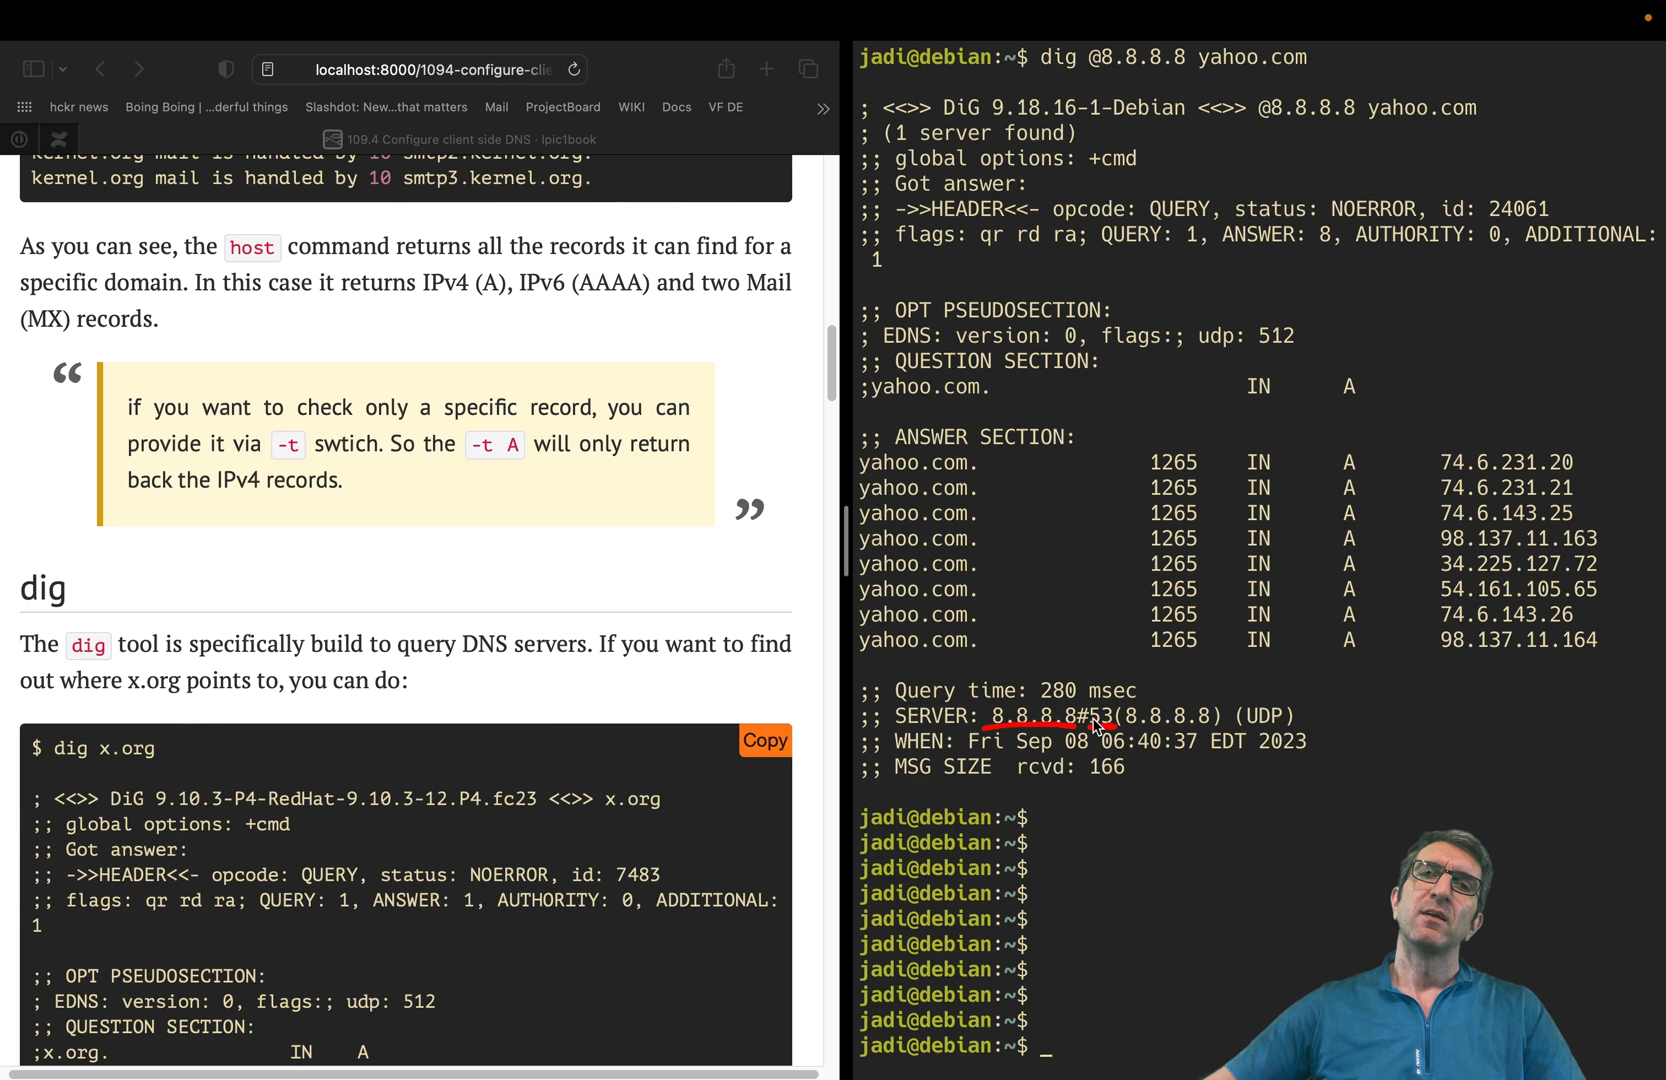 localhost:8000/1094-configure-clie
hckr news
Boing Boing | ...derful things
Slashdot: New...that matters
Mail
ProjectBoard
WIKI
Docs
VF DE
109.4 Configure client side DNS · lpic1book
kernel.org mail is handled by 10 smtp2.kernel.org.
kernel.org mail is handled by 10 smtp3.kernel.org.
As you can see, the host command returns all the records it can find for a
specific domain. In this case it returns IPv4 (A), IPv6 (AAAA) and two Mail
(MX) records.
“
if you want to check only a specific record, you can
provide it via -t swtich. So the -t A will only return
back the IPv4 records.
”
dig
The dig tool is specifically build to query DNS servers. If you want to find
out where x.org points to, you can do:
Copy
$ dig x.org
; <<>> DiG 9.10.3-P4-RedHat-9.10.3-12.P4.fc23 <<>> x.org
;; global options: +cmd
;; Got answer:
;; ->>HEADER<<- opcode: QUERY, status: NOERROR, id: 7483
;; flags: qr rd ra; QUERY: 1, ANSWER: 1, AUTHORITY: 0, ADDITIONAL:
1
;; OPT PSEUDOSECTION:
; EDNS: version: 0, flags:; udp: 512
;; QUESTION SECTION:
;x.org. IN A
jadi@debian:~$ dig @8.8.8.8 yahoo.com
; <<>> DiG 9.18.16-1-Debian <<>> @8.8.8.8 yahoo.com
; (1 server found)
;; global options: +cmd
;; Got answer:
;; ->>HEADER<<- opcode: QUERY, status: NOERROR, id: 24061
;; flags: qr rd ra; QUERY: 1, ANSWER: 8, AUTHORITY: 0, ADDITIONAL:
1
;; OPT PSEUDOSECTION:
; EDNS: version: 0, flags:; udp: 512
;; QUESTION SECTION:
;yahoo.com. IN A
;; ANSWER SECTION:
yahoo.com. 1265 IN A 74.6.231.20
yahoo.com. 1265 IN A 74.6.231.21
yahoo.com. 1265 IN A 74.6.143.25
yahoo.com. 1265 IN A 98.137.11.163
yahoo.com. 1265 IN A 34.225.127.72
yahoo.com. 1265 IN A 54.161.105.65
yahoo.com. 1265 IN A 74.6.143.26
yahoo.com. 1265 IN A 98.137.11.164
;; Query time: 280 msec
;; SERVER: 8.8.8.8#53(8.8.8.8) (UDP)
;; WHEN: Fri Sep 08 06:40:37 EDT 2023
;; MSG SIZE rcvd: 166
jadi@debian:~$
jadi@debian:~$
jadi@debian:~$
jadi@debian:~$
jadi@debian:~$
jadi@debian:~$
jadi@debian:~$
jadi@debian:~$
jadi@debian:~$
jadi@debian:~$ _